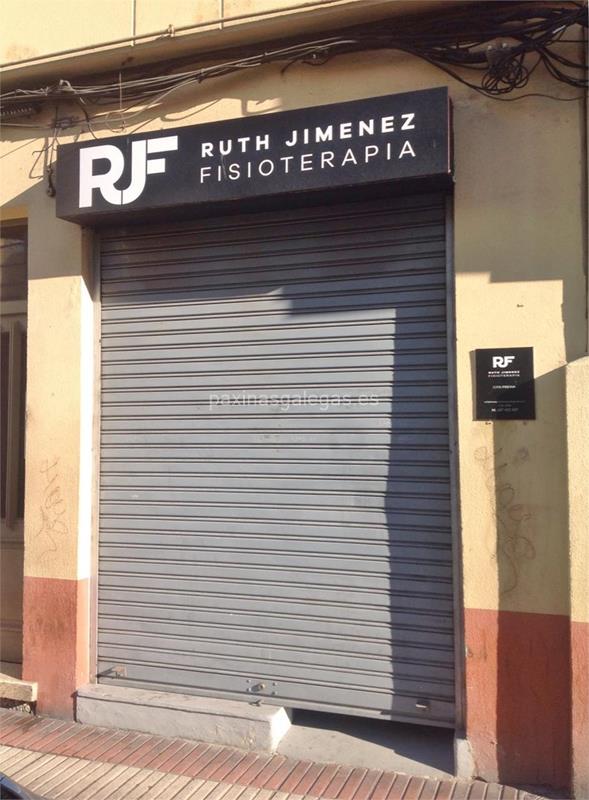 RJF
RUTH JIMENEZ
FISIOTERAPIA
RJF
RUTH JIMENEZ
FISIOTERAPIA
paxinasgalegas.es